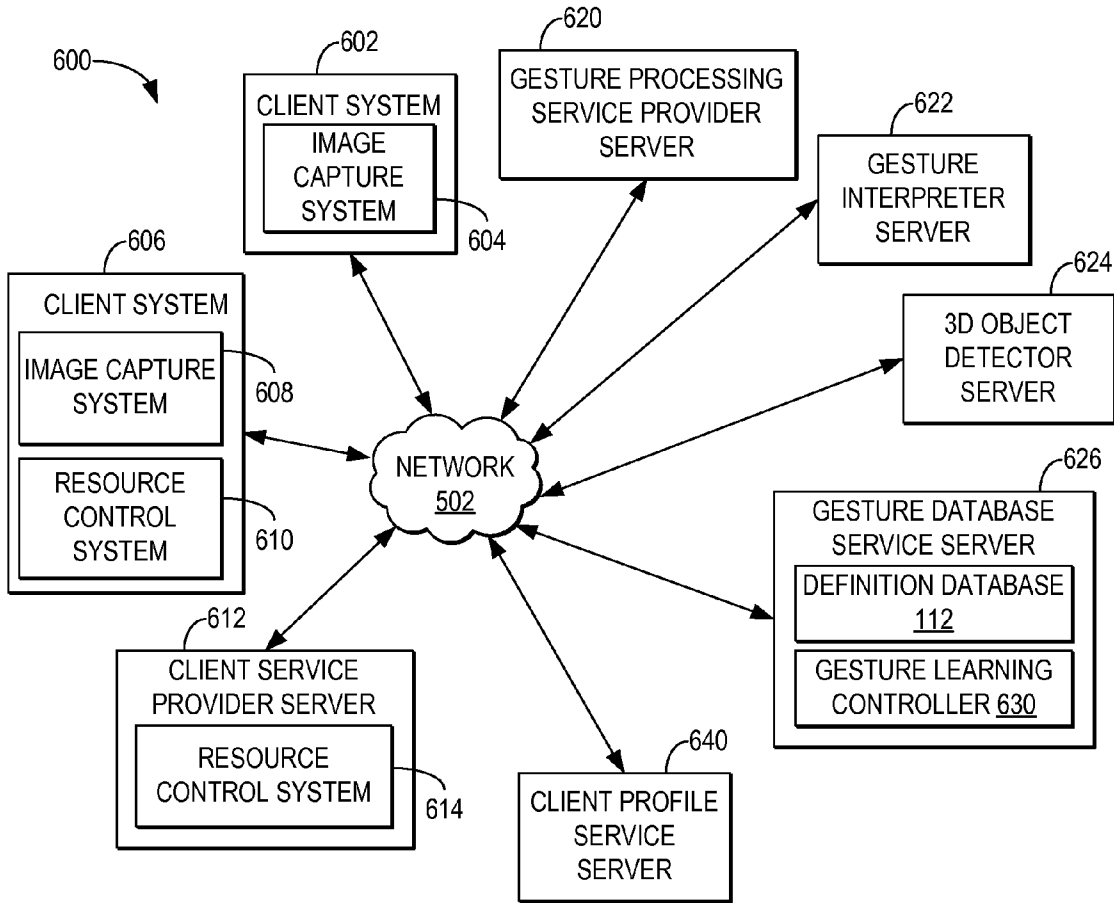 600
602
CLIENT SYSTEM
IMAGE
CAPTURE
SYSTEM
604
620
GESTURE PROCESSING
SERVICE PROVIDER
SERVER
622
GESTURE
INTERPRETER
SERVER
606
CLIENT SYSTEM
IMAGE CAPTURE
SYSTEM
608
RESOURCE
CONTROL
SYSTEM
610
624
3D OBJECT
DETECTOR
SERVER
NETWORK
502
626
GESTURE DATABASE
SERVICE SERVER
DEFINITION DATABASE
112
GESTURE LEARNING
CONTROLLER 630
612
CLIENT SERVICE
PROVIDER SERVER
RESOURCE
CONTROL SYSTEM
614
640
CLIENT PROFILE
SERVICE
SERVER